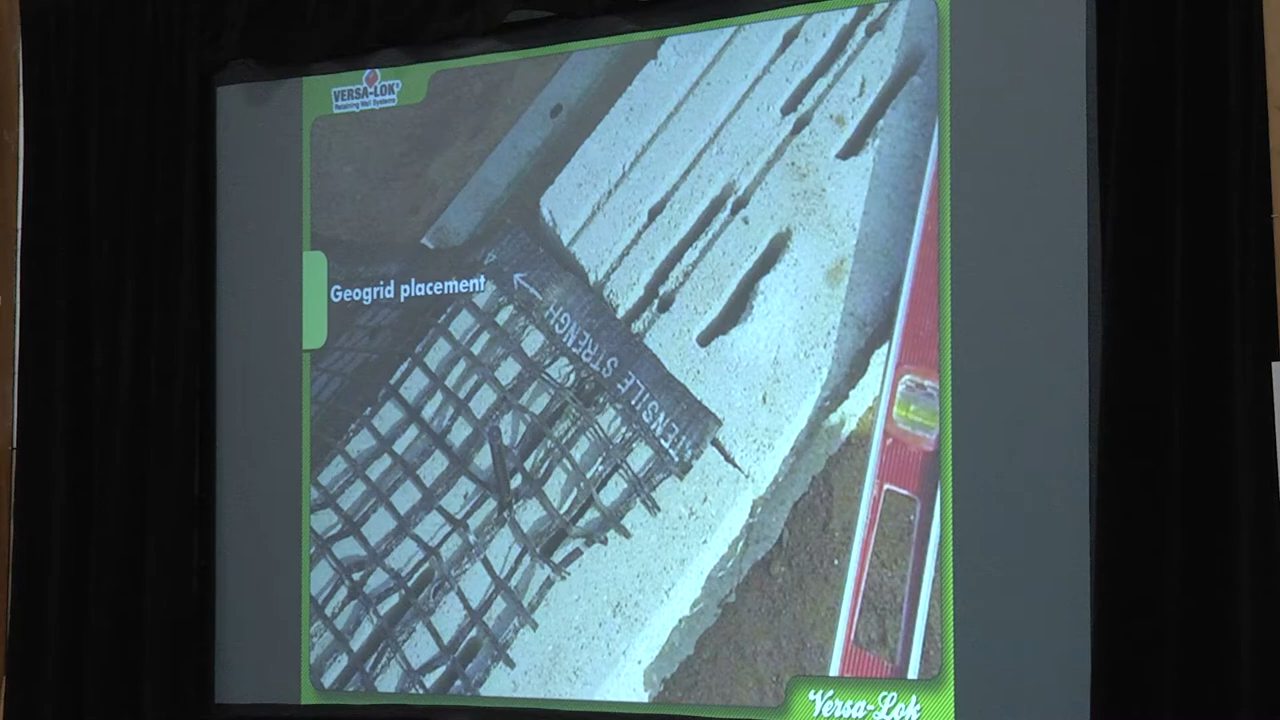 VERSA-LOK®
Retaining Wall Systems
Geogrid placement
TENSILE STRENGH
Versa-Lok